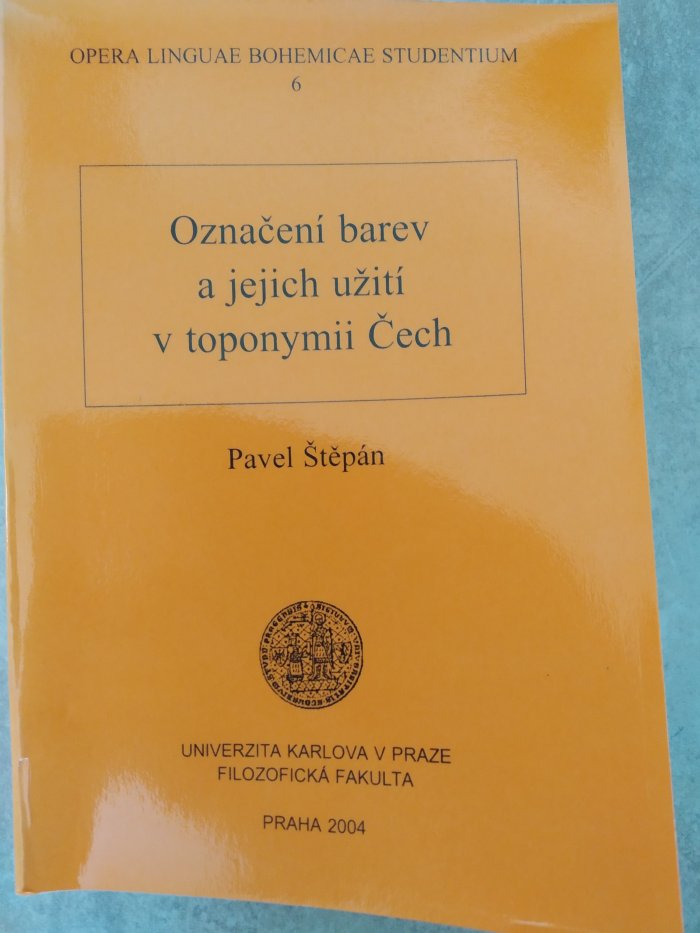 OPERA LINGUAE BOHEMICAE STUDENTIUM
6
Označení barev
a jejich užití
v toponymii Čech
Pavel Štěpán
UNIVERZITA KARLOVA V PRAZE
FILOZOFICKÁ FAKULTA
PRAHA 2004